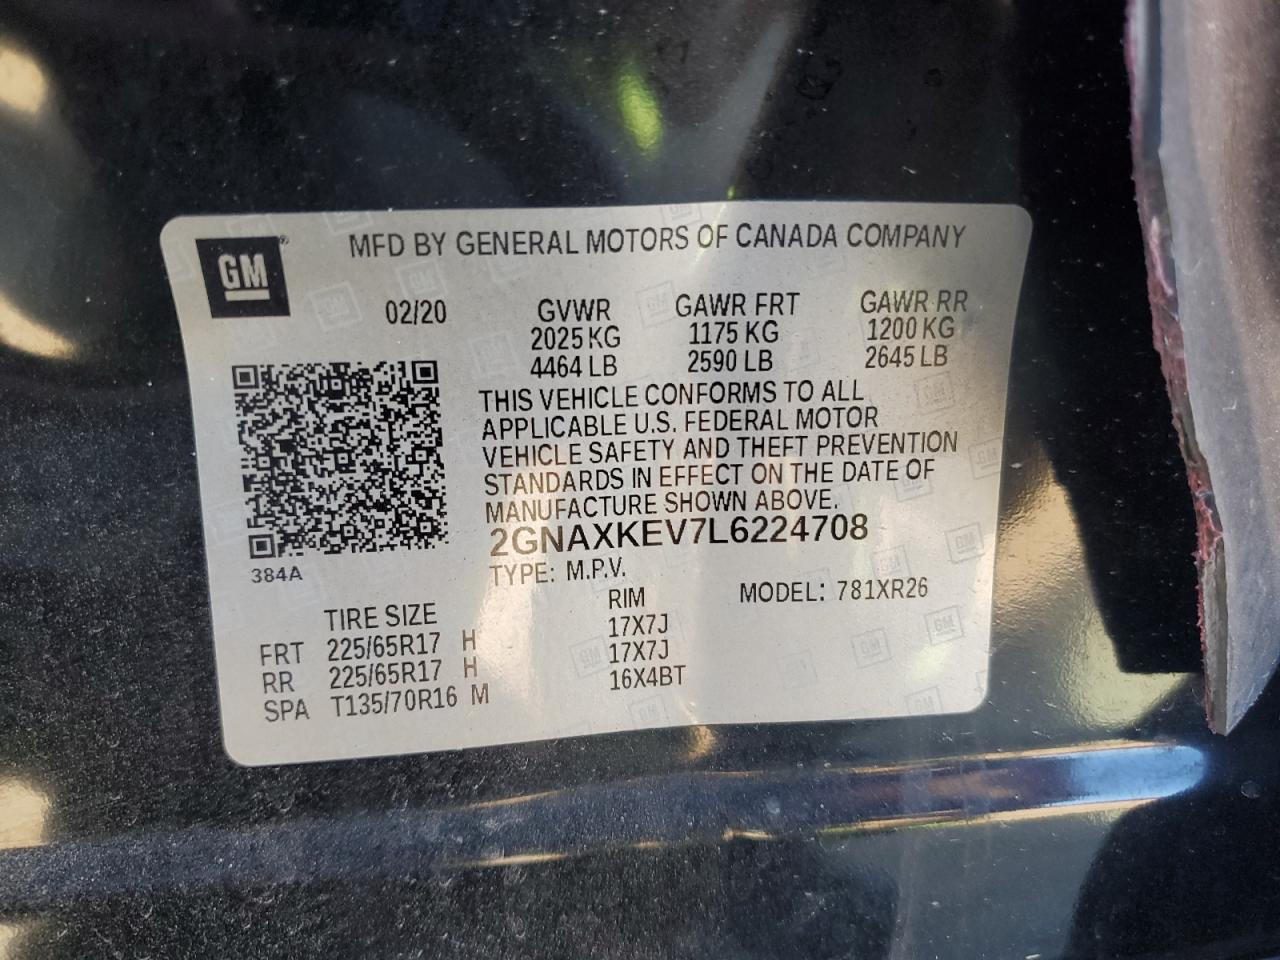 GM ® MFD BY GENERAL MOTORS OF CANADA COMPANY
02/20 GVWR GAWR FRT GAWR RR
2025 KG 1175 KG 1200 KG
4464 LB 2590 LB 2645 LB
THIS VEHICLE CONFORMS TO ALL
APPLICABLE U.S. FEDERAL MOTOR
VEHICLE SAFETY AND THEFT PREVENTION
STANDARDS IN EFFECT ON THE DATE OF
MANUFACTURE SHOWN ABOVE.
2GNAXKEV7L6224708
384A TYPE: M.P.V.
TIRE SIZE RIM MODEL: 781XR26
FRT 225/65R17 H 17X7J
RR 225/65R17 H 17X7J
SPA T135/70R16 M 16X4BT